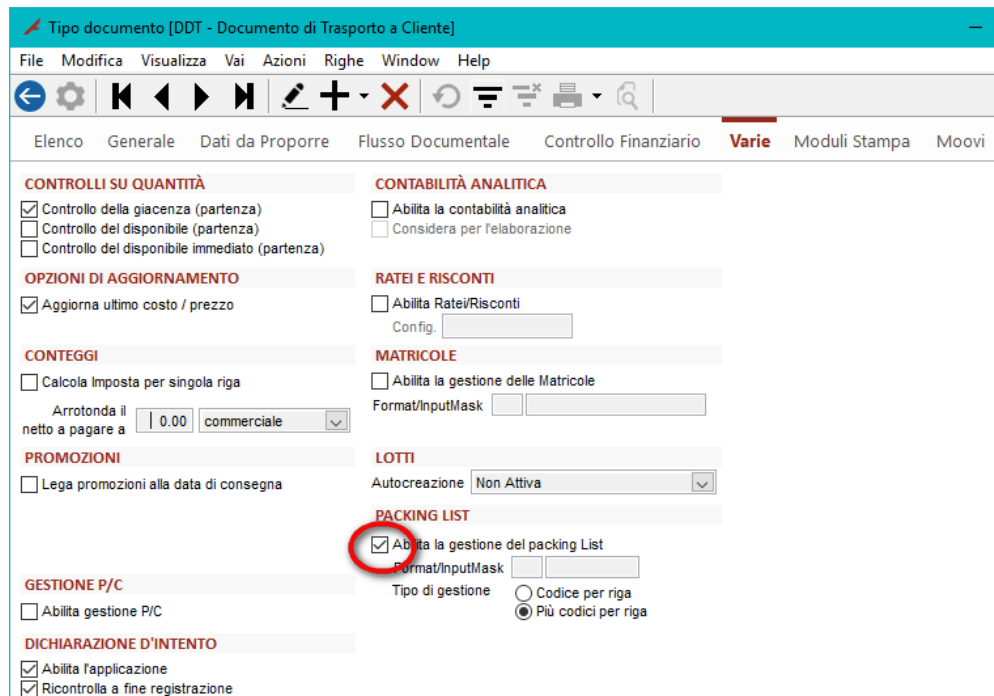 Tipo documento [DDT - Documento di Trasporto a Cliente]
File Modifica Visualizza Vai Azioni Righe Window Help
Elenco Generale Dati da Proporre Flusso Documentale Controllo Finanziario Varie Moduli Stampa Moovi
CONTROLLI SU QUANTITÀ
Controllo della giacenza (partenza)
Controllo del disponibile (partenza)
Controllo del disponibile immediato (partenza)
OPZIONI DI AGGIORNAMENTO
Aggiorna ultimo costo / prezzo
CONTEGGI
Calcola Imposta per singola riga
Arrotonda il
netto a pagare a 0.00 commerciale
PROMOZIONI
Lega promozioni alla data di consegna
GESTIONE P/C
Abilita gestione P/C
DICHIARAZIONE D'INTENTO
Abilita l'applicazione
Ricontrolla a fine registrazione
CONTABILITÀ ANALITICA
Abilita la contabilità analitica
Considera per l'elaborazione
RATEI E RISCONTI
Abilita Ratei/Risconti
Config.
MATRICOLE
Abilita la gestione delle Matricole
Format/InputMask
LOTTI
Autocreazione Non Attiva
PACKING LIST
Abilita la gestione del packing List
Format/InputMask
Tipo di gestione Codice per riga
Più codici per riga